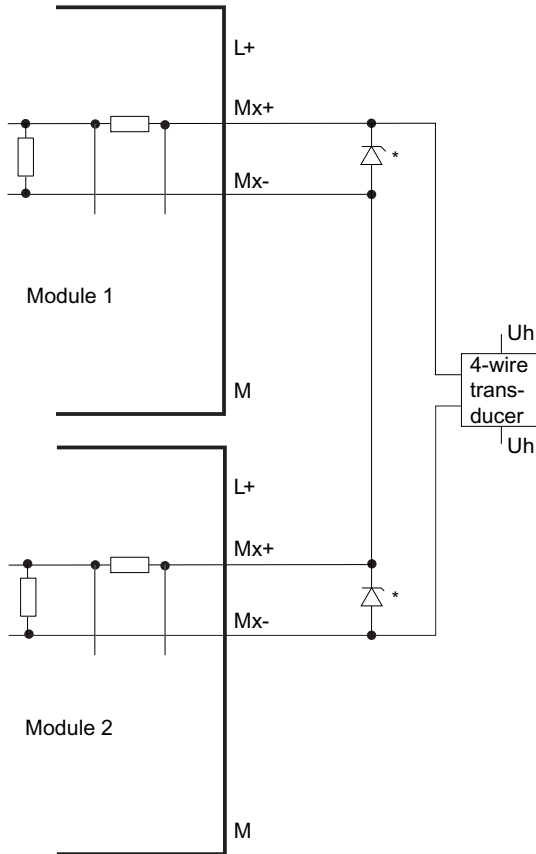 L+
Mx+
*
Mx-
Module 1
M
Uh
4-wire
trans-
ducer
Uh
L+
Mx+
*
Mx-
Module 2
M